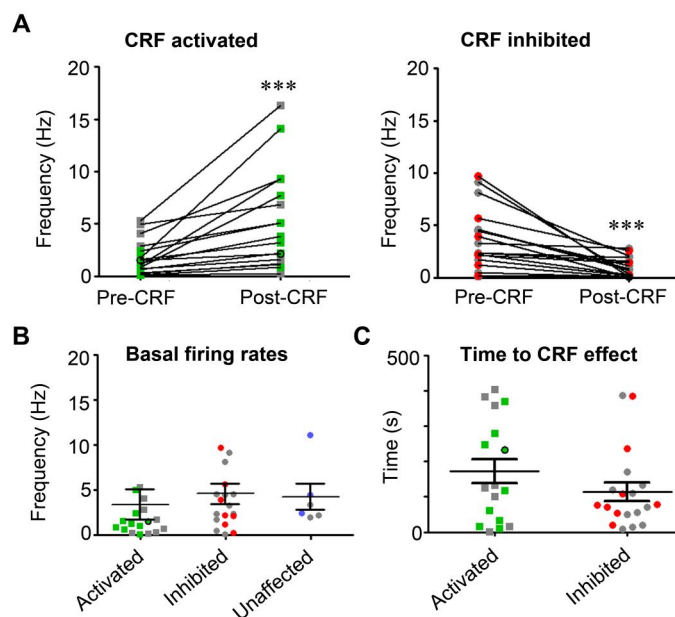 A
CRF activated
CRF inhibited
20
15
10
5
0
Frequency (Hz)
***
Pre-CRF
Post-CRF
20
15
10
5
0
Frequency (Hz)
***
Pre-CRF
Post-CRF
B
Basal firing rates
20
15
10
5
0
Frequency (Hz)
Activated
Inhibited
Unaffected
C
Time to CRF effect
500
0
Time (s)
Activated
Inhibited